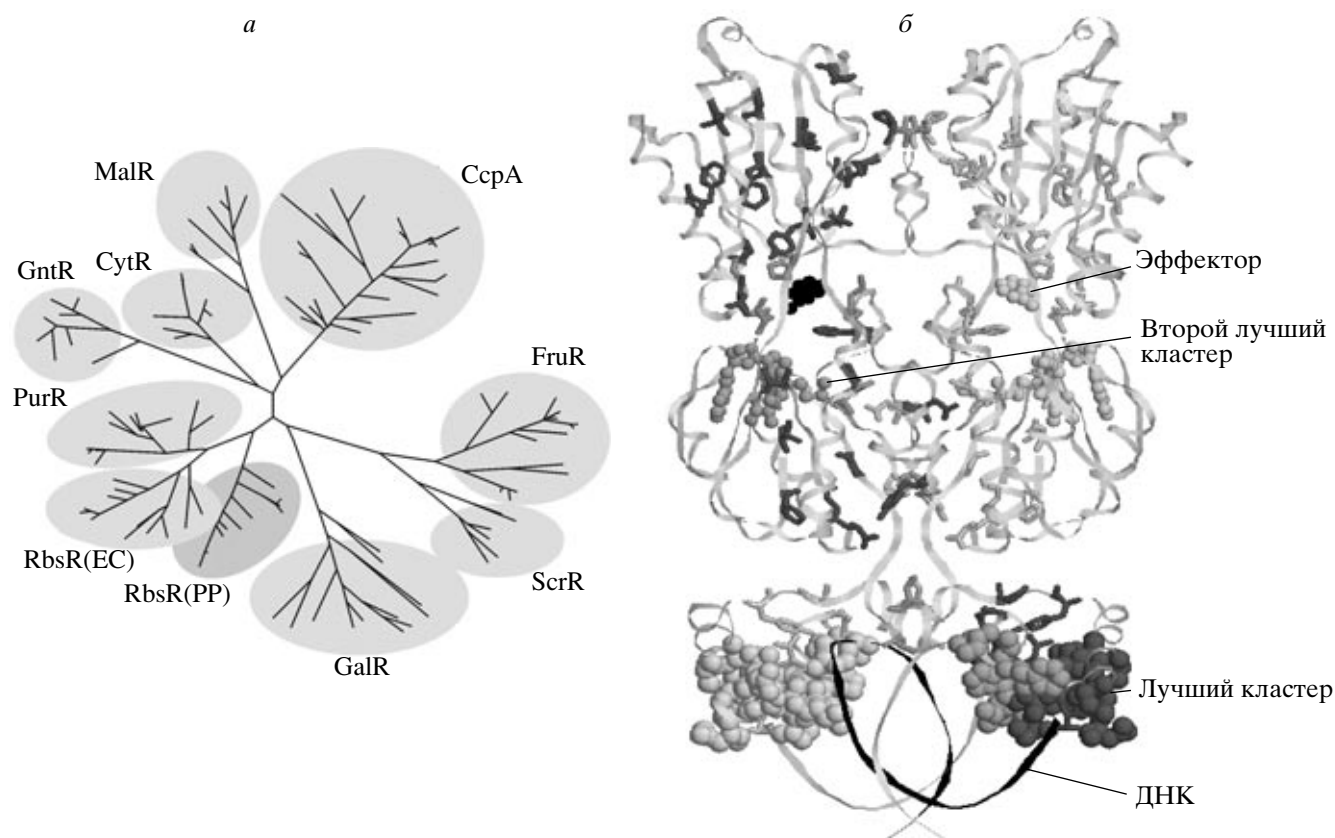 а
б
MalR
CcpA
GntR
CytR
FruR
PurR
RbsR(EC)
RbsR(PP)
ScrR
GalR
Эффектор
Второй лучший
кластер
Лучший кластер
ДНК